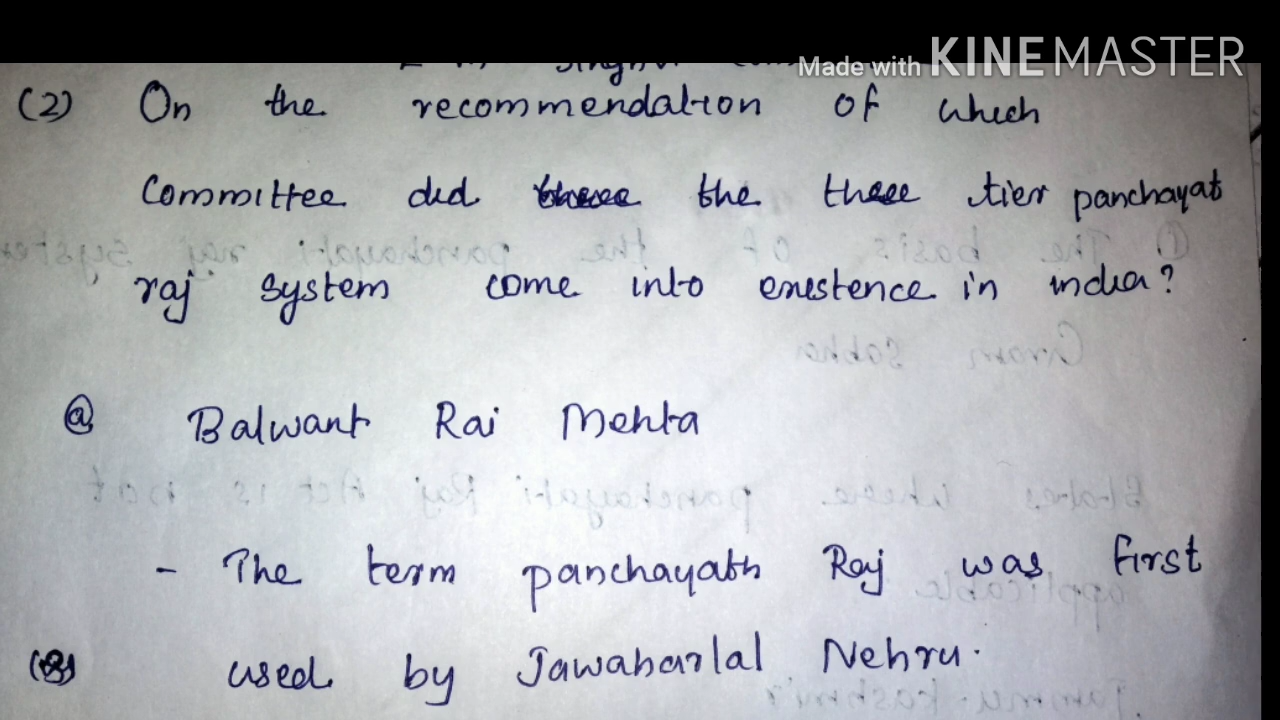 Made with KINEMASTER
(2) On the recommendation of which
Committee did the three tier panchayat
raj system come into existence in india?
@ Balwant Rai Mehta
- The term panchayath Raj was first
used by Jawaharlal Nehru.